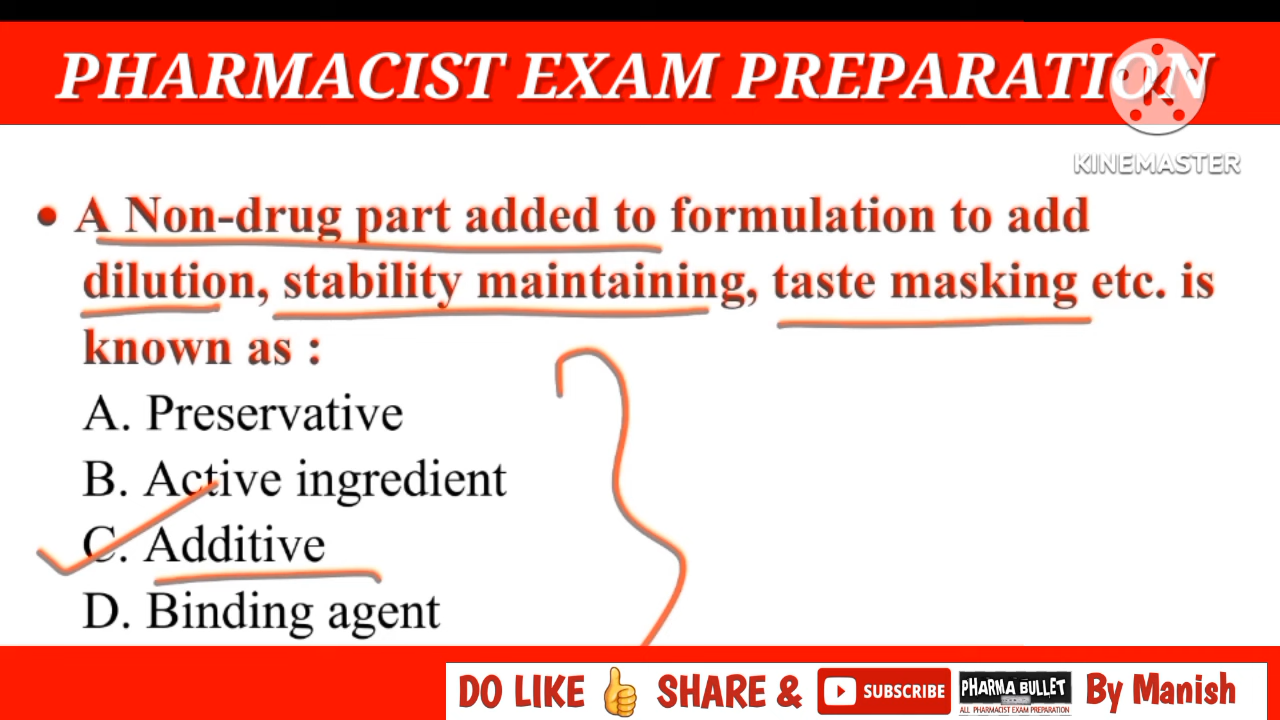 PHARMACIST EXAM PREPARATION
KINEMASTER
• A Non-drug part added to formulation to add
dilution, stability maintaining, taste masking etc. is
known as :
A. Preservative
B. Active ingredient
C. Additive
D. Binding agent
DO LIKE 👍 SHARE & SUBSCRIBE PHARMA BULLET By Manish
ALL PHARMACIST EXAM PREPARATION